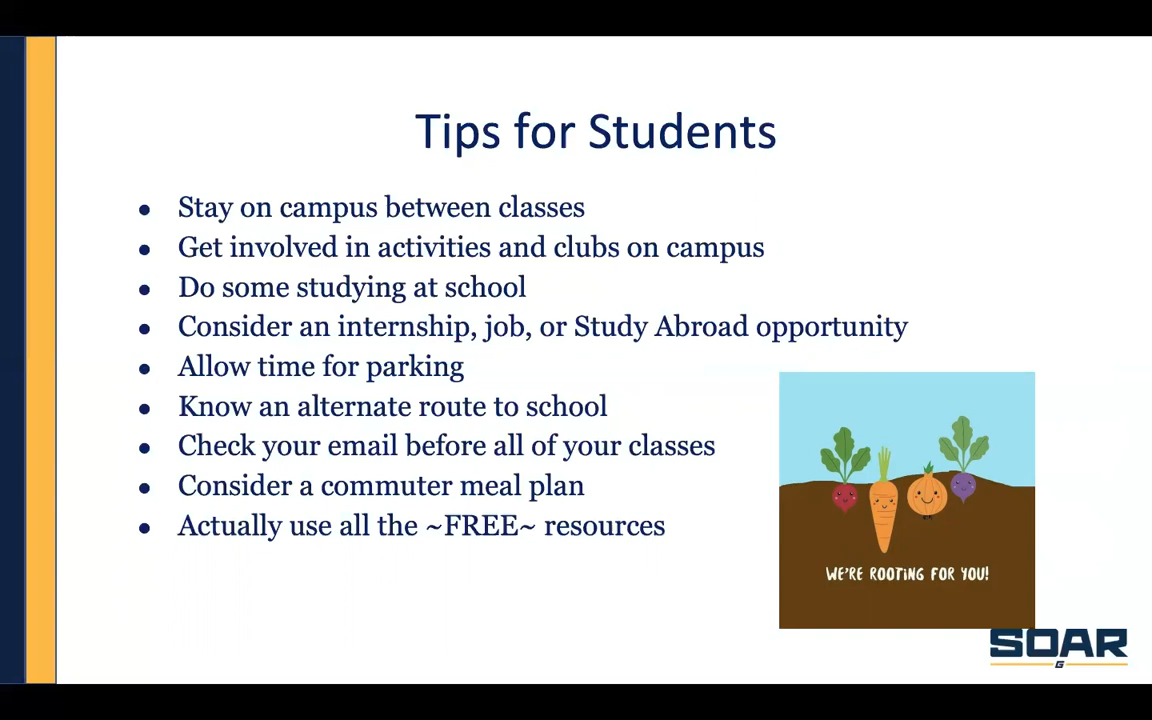 Tips for Students
● Stay on campus between classes
● Get involved in activities and clubs on campus
● Do some studying at school
● Consider an internship, job, or Study Abroad opportunity
● Allow time for parking
● Know an alternate route to school
● Check your email before all of your classes
● Consider a commuter meal plan
● Actually use all the ~FREE~ resources
WE'RE ROOTING FOR YOU!
SOAR
G